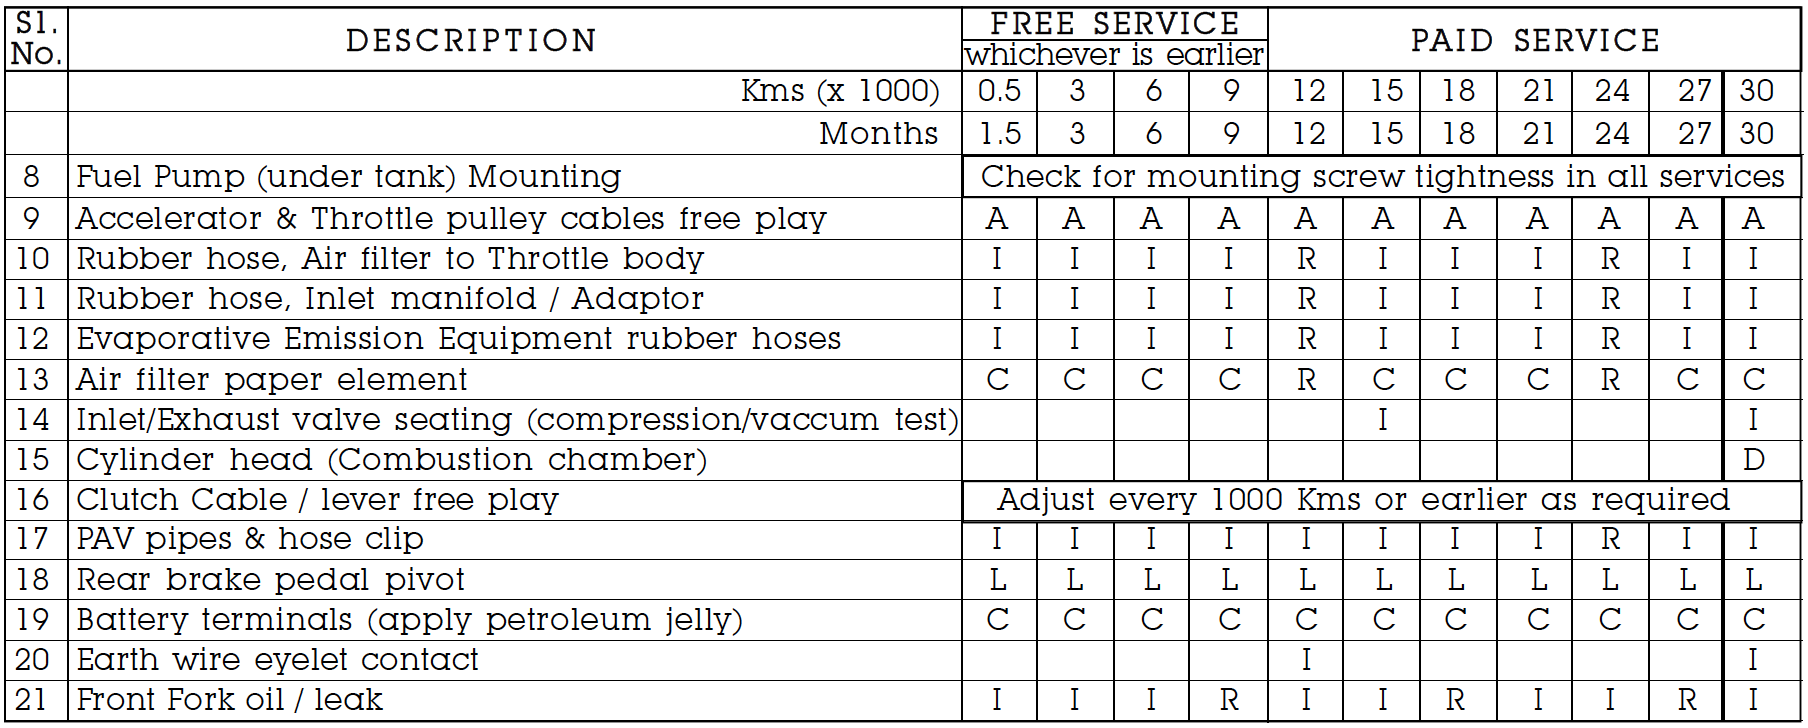 Sl. No. DESCRIPTION FREE SERVICE whichever is earlier PAID SERVICE
Kms (x 1000) 0.5 3 6 9 12 15 18 21 24 27 30
Months 1.5 3 6 9 12 15 18 21 24 27 30
8 Fuel Pump (under tank) Mounting Check for mounting screw tightness in all services
9 Accelerator & Throttle pulley cables free play A A A A A A A A A A A
10 Rubber hose, Air filter to Throttle body I I I I R I I I R I I
11 Rubber hose, Inlet manifold / Adaptor I I I I R I I I R I I
12 Evaporative Emission Equipment rubber hoses I I I I R I I I R I I
13 Air filter paper element C C C C R C C C R C C
14 Inlet/Exhaust valve seating (compression/vaccum test) I I
15 Cylinder head (Combustion chamber) D
16 Clutch Cable / lever free play Adjust every 1000 Kms or earlier as required
17 PAV pipes & hose clip I I I I I I I I R I I
18 Rear brake pedal pivot L L L L L L L L L L L
19 Battery terminals (apply petroleum jelly) C C C C C C C C C C C
20 Earth wire eyelet contact I I
21 Front Fork oil / leak I I I R I I R I I R I